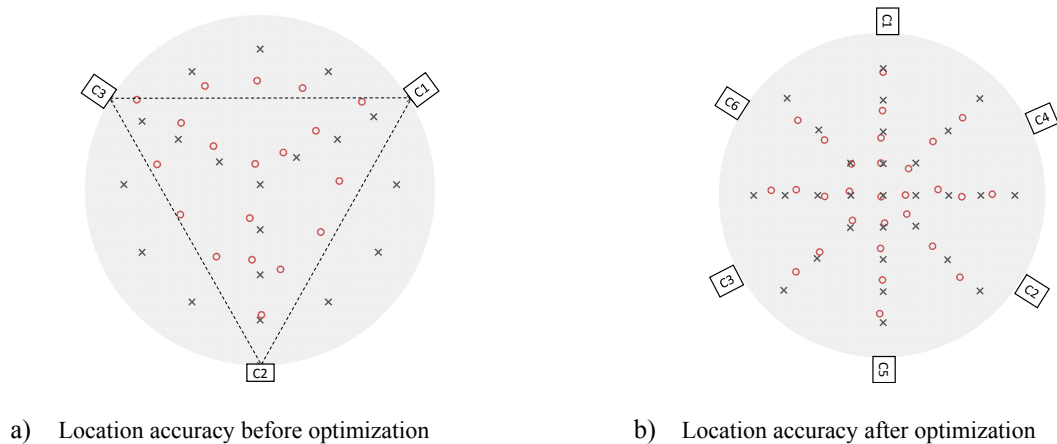 C1
C3
C1
C6
C4
C3
C2
C2
C5
a) Location accuracy before optimization
b) Location accuracy after optimization